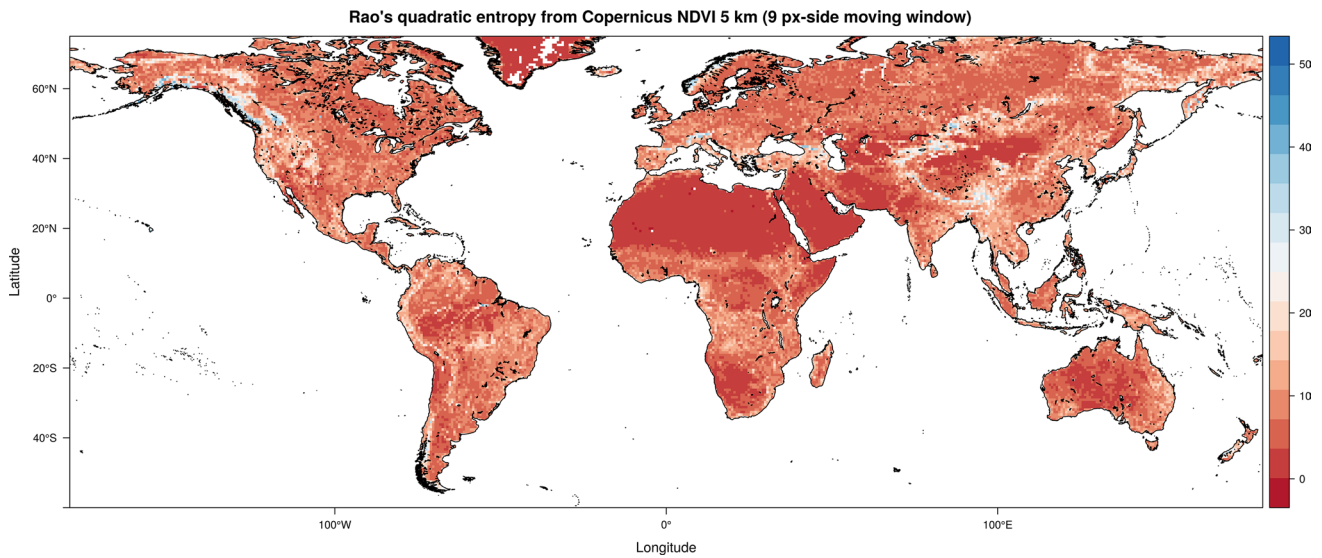 Rao's quadratic entropy from Copernicus NDVI 5 km (9 px-side moving window)
60°N
40°N
20°N
0°
20°S
40°S
Latitude
100°W
0°
100°E
Longitude
50
40
30
20
10
0